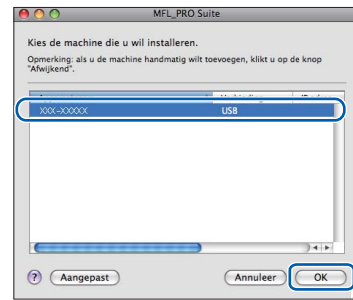 MFL_PRO Suite
Kies de machine die u wil installeren.
Opmerking: als u de machine handmatig wilt toevoegen, klikt u op de knop
"Afwijkend".
XXX-XXXXX USB
? Aangepast Annuleer OK